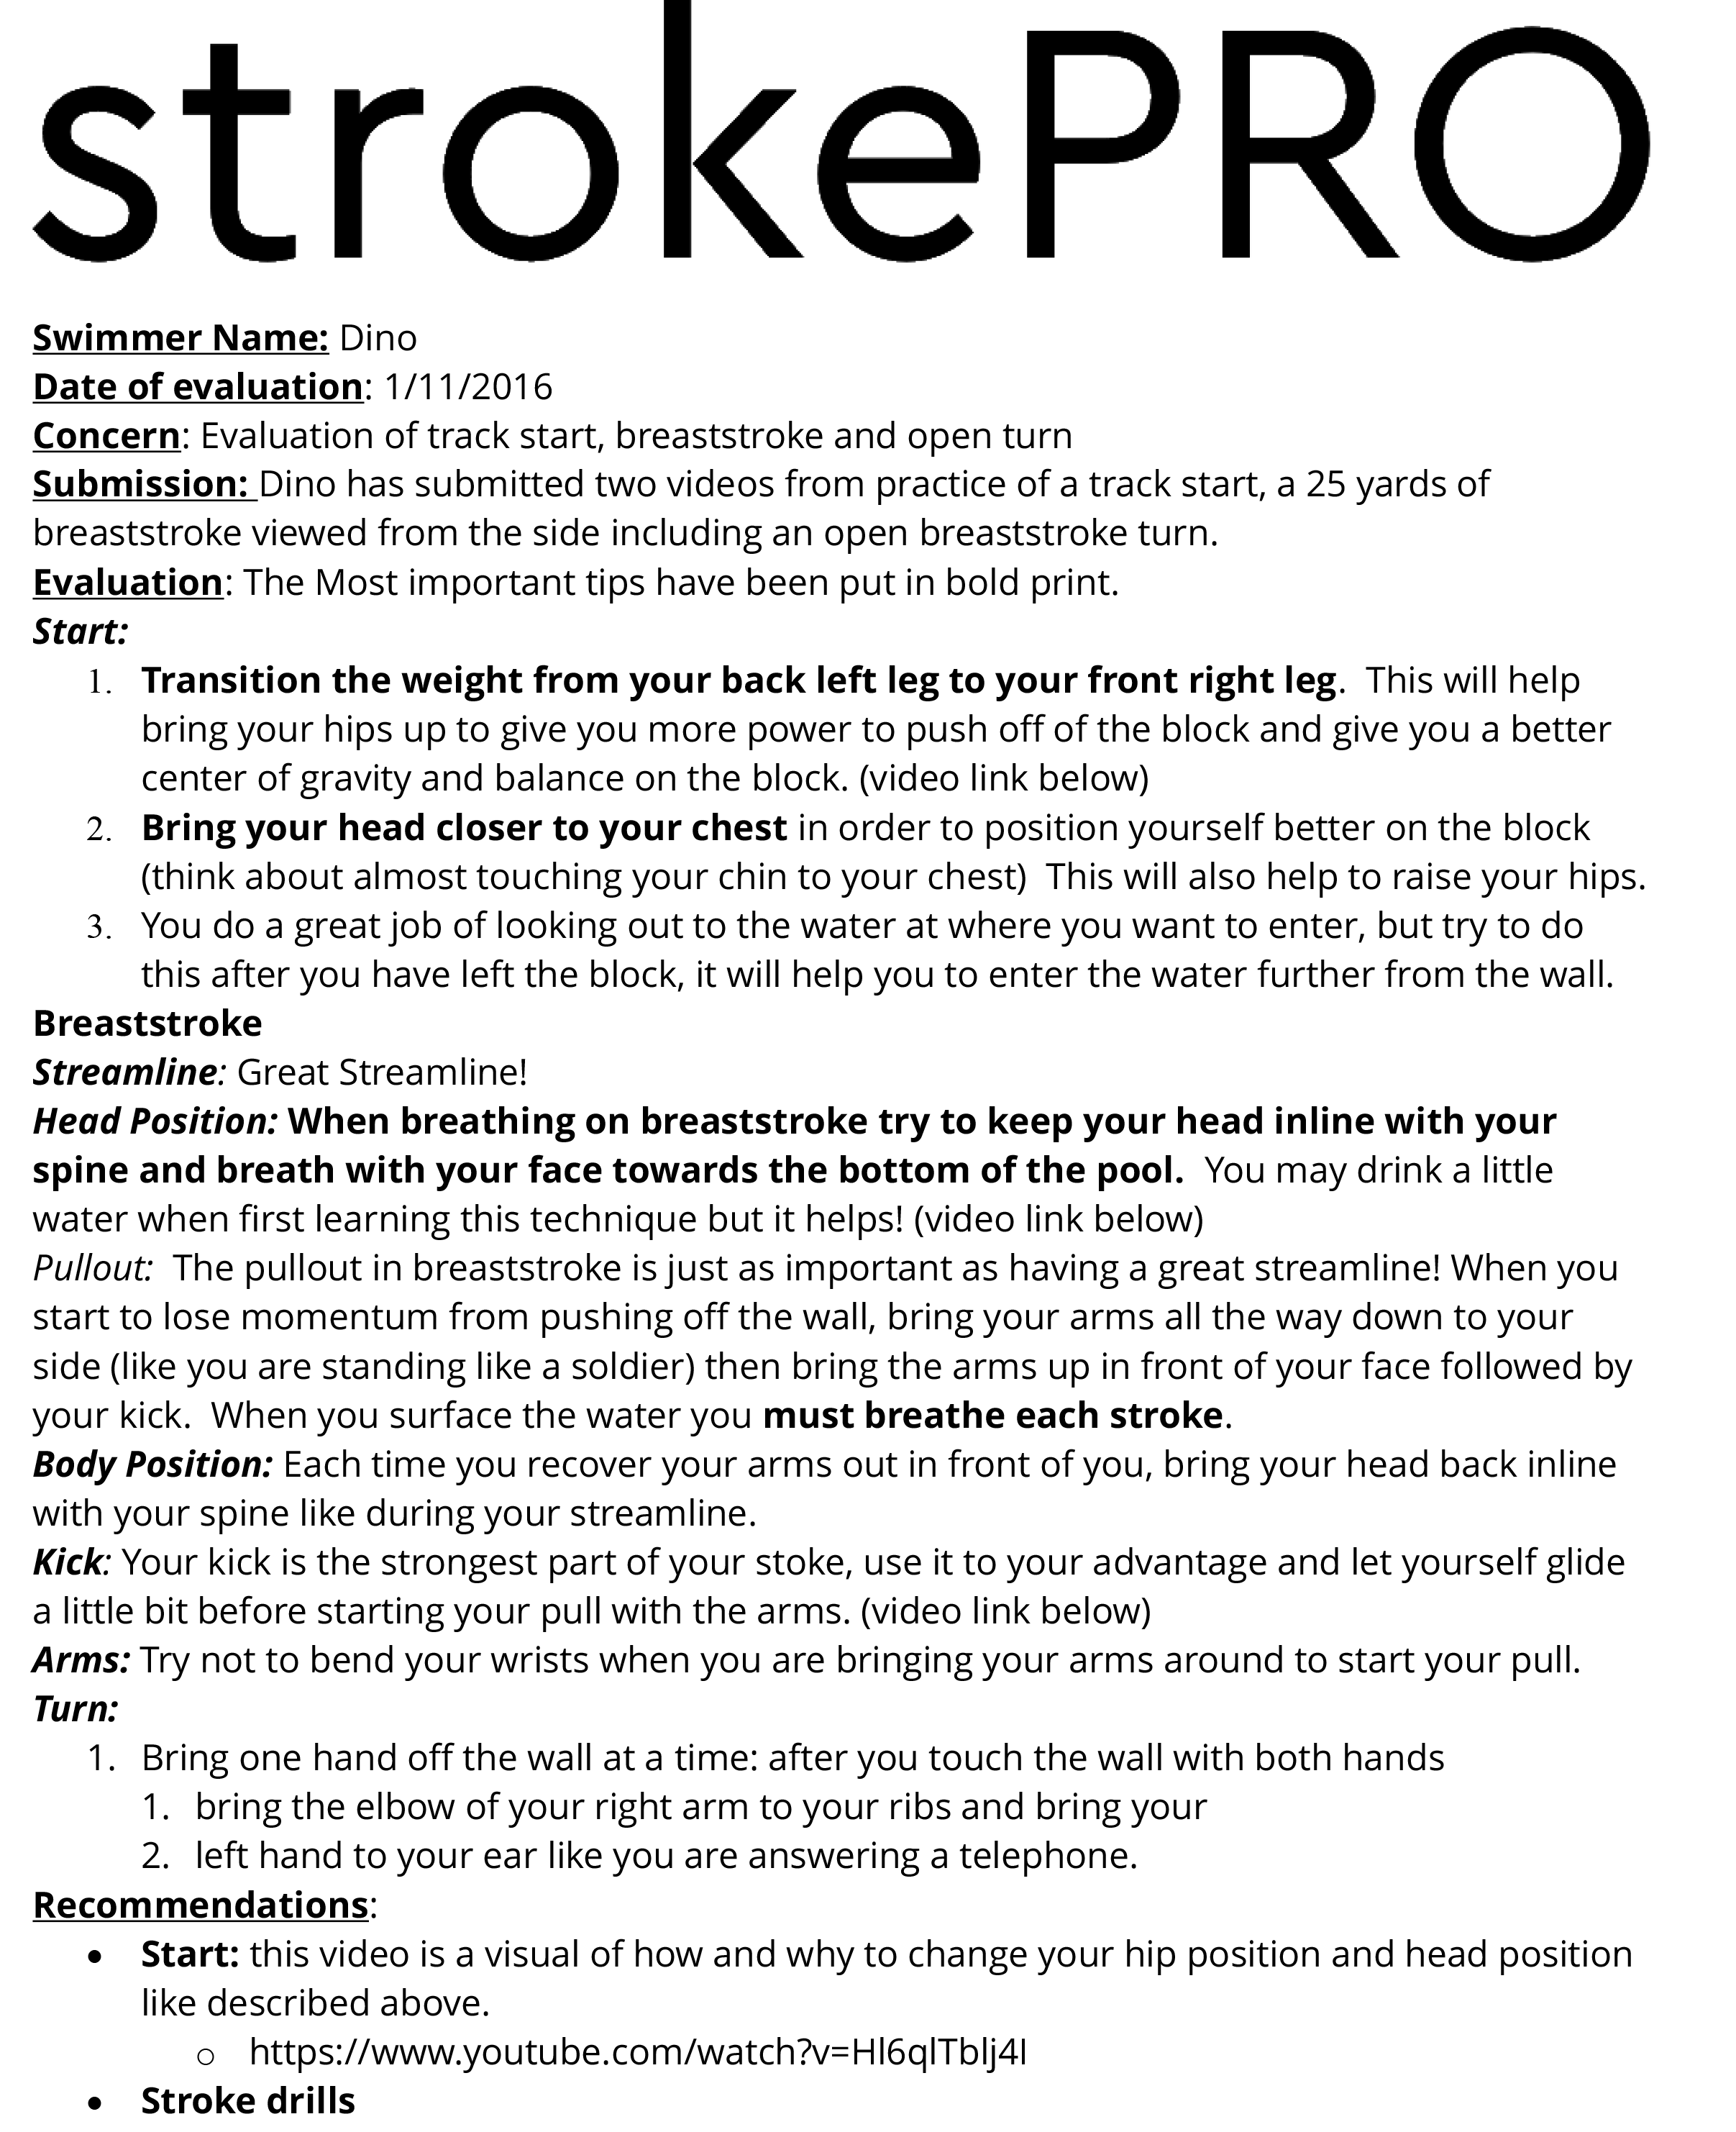 strokePRO
Swimmer Name: Dino
Date of evaluation: 1/11/2016
Concern: Evaluation of track start, breaststroke and open turn
Submission: Dino has submitted two videos from practice of a track start, a 25 yards of
breaststroke viewed from the side including an open breaststroke turn.
Evaluation: The Most important tips have been put in bold print.
Start:
1. Transition the weight from your back left leg to your front right leg. This will help
bring your hips up to give you more power to push off of the block and give you a better
center of gravity and balance on the block. (video link below)
2. Bring your head closer to your chest in order to position yourself better on the block
(think about almost touching your chin to your chest) This will also help to raise your hips.
3. You do a great job of looking out to the water at where you want to enter, but try to do
this after you have left the block, it will help you to enter the water further from the wall.
Breaststroke
Streamline: Great Streamline!
Head Position: When breathing on breaststroke try to keep your head inline with your
spine and breath with your face towards the bottom of the pool. You may drink a little
water when first learning this technique but it helps! (video link below)
Pullout: The pullout in breaststroke is just as important as having a great streamline! When you
start to lose momentum from pushing off the wall, bring your arms all the way down to your
side (like you are standing like a soldier) then bring the arms up in front of your face followed by
your kick. When you surface the water you must breathe each stroke.
Body Position: Each time you recover your arms out in front of you, bring your head back inline
with your spine like during your streamline.
Kick: Your kick is the strongest part of your stoke, use it to your advantage and let yourself glide
a little bit before starting your pull with the arms. (video link below)
Arms: Try not to bend your wrists when you are bringing your arms around to start your pull.
Turn:
1. Bring one hand off the wall at a time: after you touch the wall with both hands
1. bring the elbow of your right arm to your ribs and bring your
2. left hand to your ear like you are answering a telephone.
Recommendations:
• Start: this video is a visual of how and why to change your hip position and head position
like described above.
○ https://www.youtube.com/watch?v=Hl6qlTblj4I
• Stroke drills